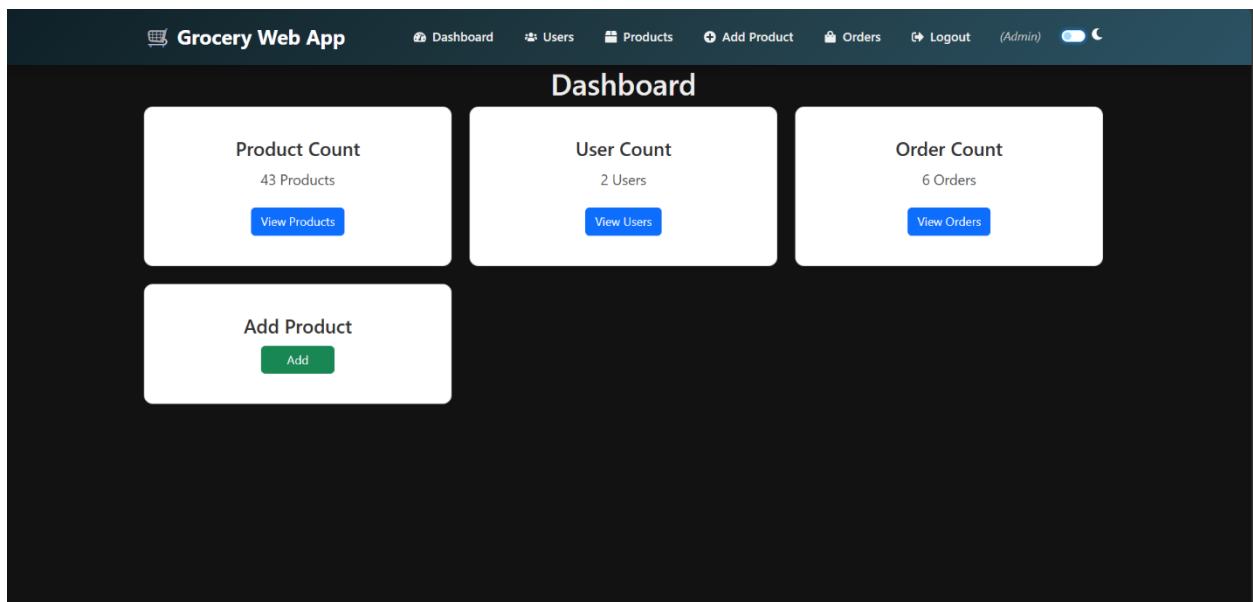 Grocery Web App Dashboard Users Products Add Product Orders Logout (Admin)
Dashboard
Product Count
43 Products
View Products
User Count
2 Users
View Users
Order Count
6 Orders
View Orders
Add Product
Add